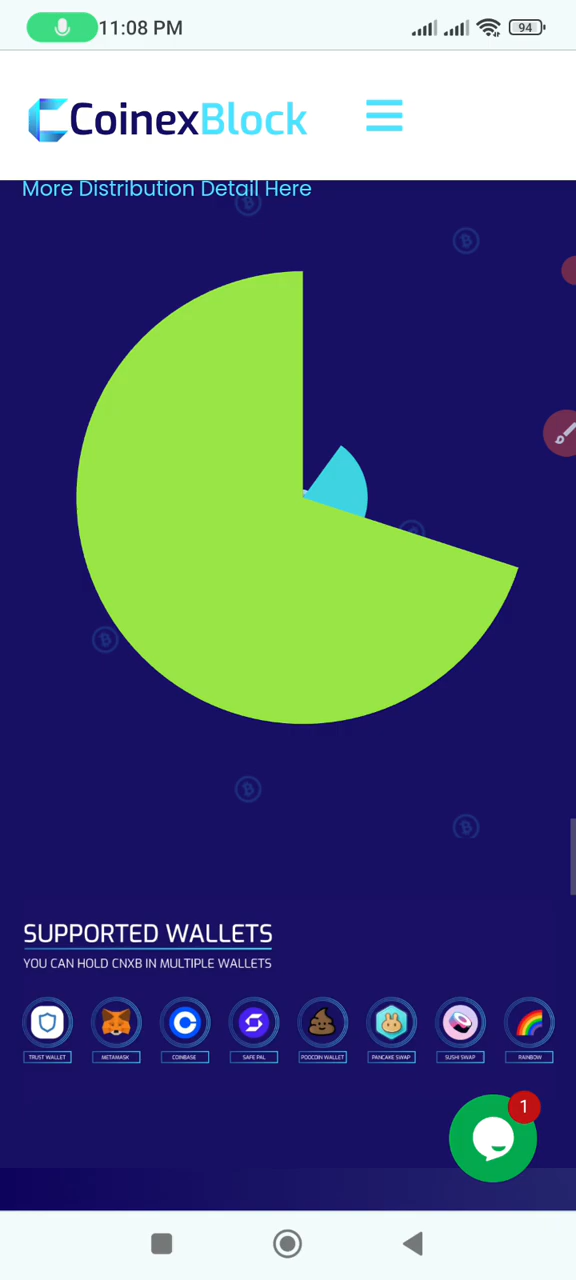 11:08 PM
94
CoinexBlock
More Distribution Detail Here
SUPPORTED WALLETS
YOU CAN HOLD CNXB IN MULTIPLE WALLETS
TRUST WALLET
METAMASK
COINBASE
SAFE PAL
POOCOIN WALLET
PANCAKE SWAP
SUSHI SWAP
RAINBOW
1